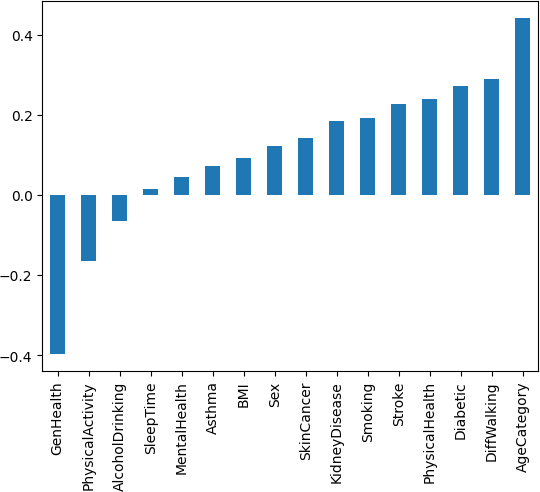 0.4
0.2
0.0
−0.2
−0.4
GenHealth
PhysicalActivity
AlcoholDrinking
SleepTime
MentalHealth
Asthma
BMI
Sex
SkinCancer
KidneyDisease
Smoking
Stroke
PhysicalHealth
Diabetic
DiffWalking
AgeCategory